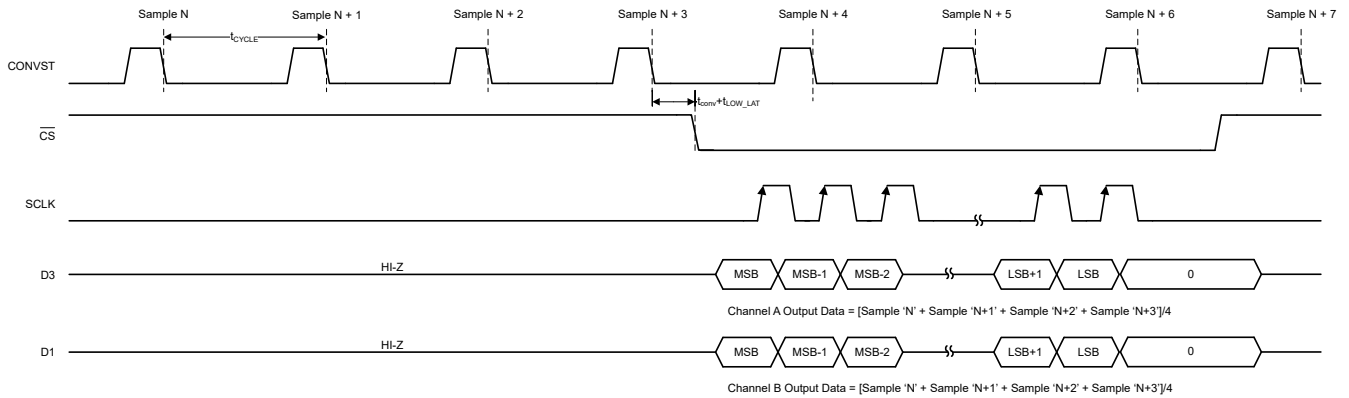 Sample N Sample N + 1 Sample N + 2 Sample N + 3 Sample N + 4 Sample N + 5 Sample N + 6 Sample N + 7
tCYCLE
CONVST
tconv+tLOW_LAT
CS
SCLK
HI-Z
D3 MSB MSB-1 MSB-2 LSB+1 LSB 0
Channel A Output Data = [Sample ‘N’ + Sample ‘N+1’ + Sample ‘N+2’ + Sample ‘N+3’]/4
HI-Z
D1 MSB MSB-1 MSB-2 LSB+1 LSB 0
Channel B Output Data = [Sample ‘N’ + Sample ‘N+1’ + Sample ‘N+2’ + Sample ‘N+3’]/4